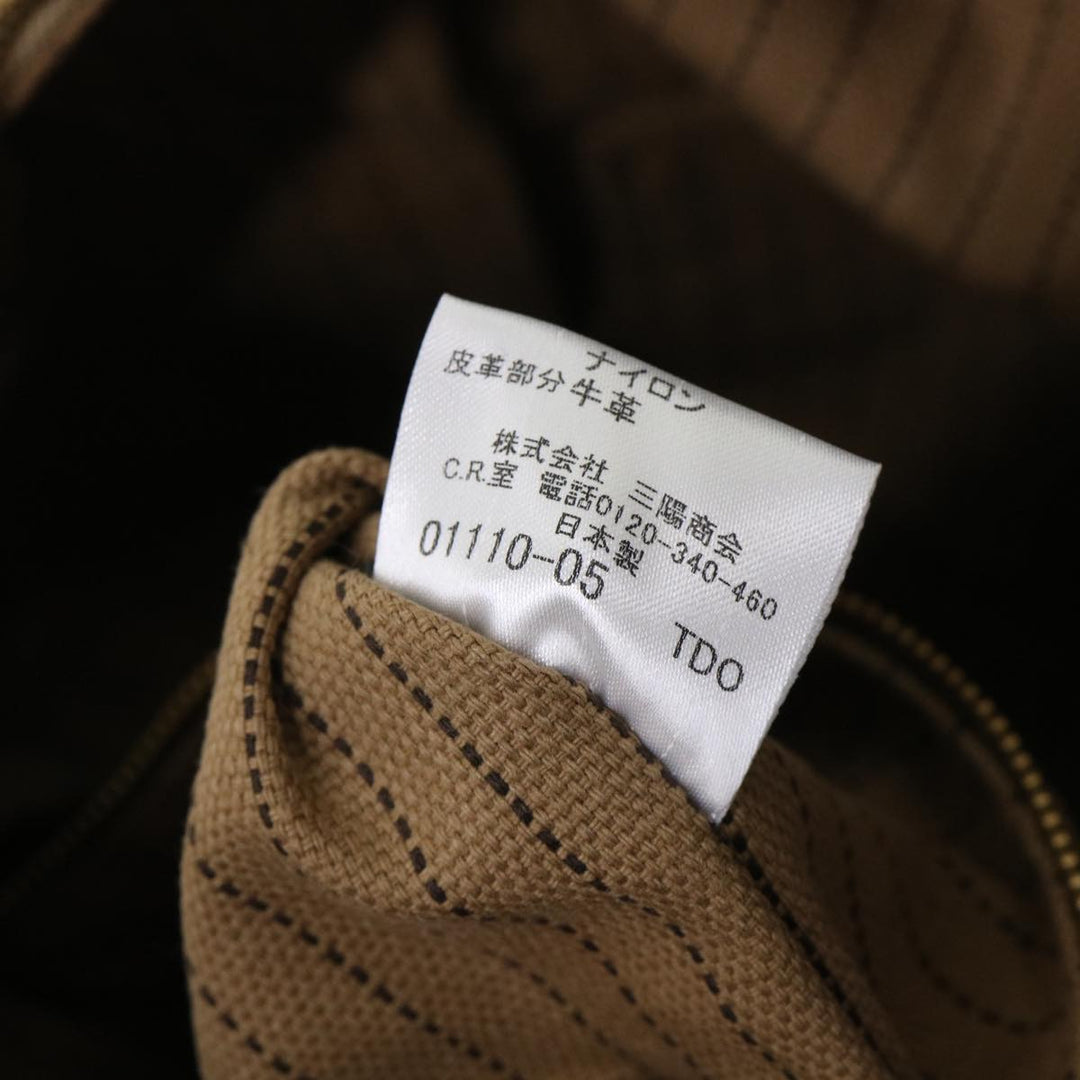 ナイロン
皮革部分牛革
株式会社 三陽商会
C.R.室 電話0120-340-460
日本製
01110-05
TDO